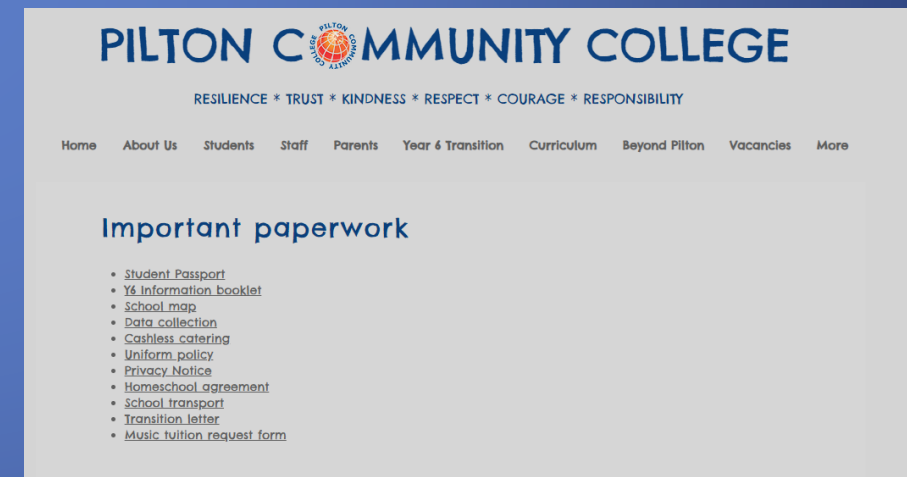 PILTON COMMUNITY COLLEGE
PILTON COMMUNITY COLLEGE
RESILIENCE * TRUST * KINDNESS * RESPECT * COURAGE * RESPONSIBILITY
Home About Us Students Staff Parents Year 6 Transition Curriculum Beyond Pilton Vacancies More
Important paperwork
• Student Passport
• Y6 Information booklet
• School map
• Data collection
• Cashless catering
• Uniform policy
• Privacy Notice
• Homeschool agreement
• School transport
• Transition letter
• Music tuition request form